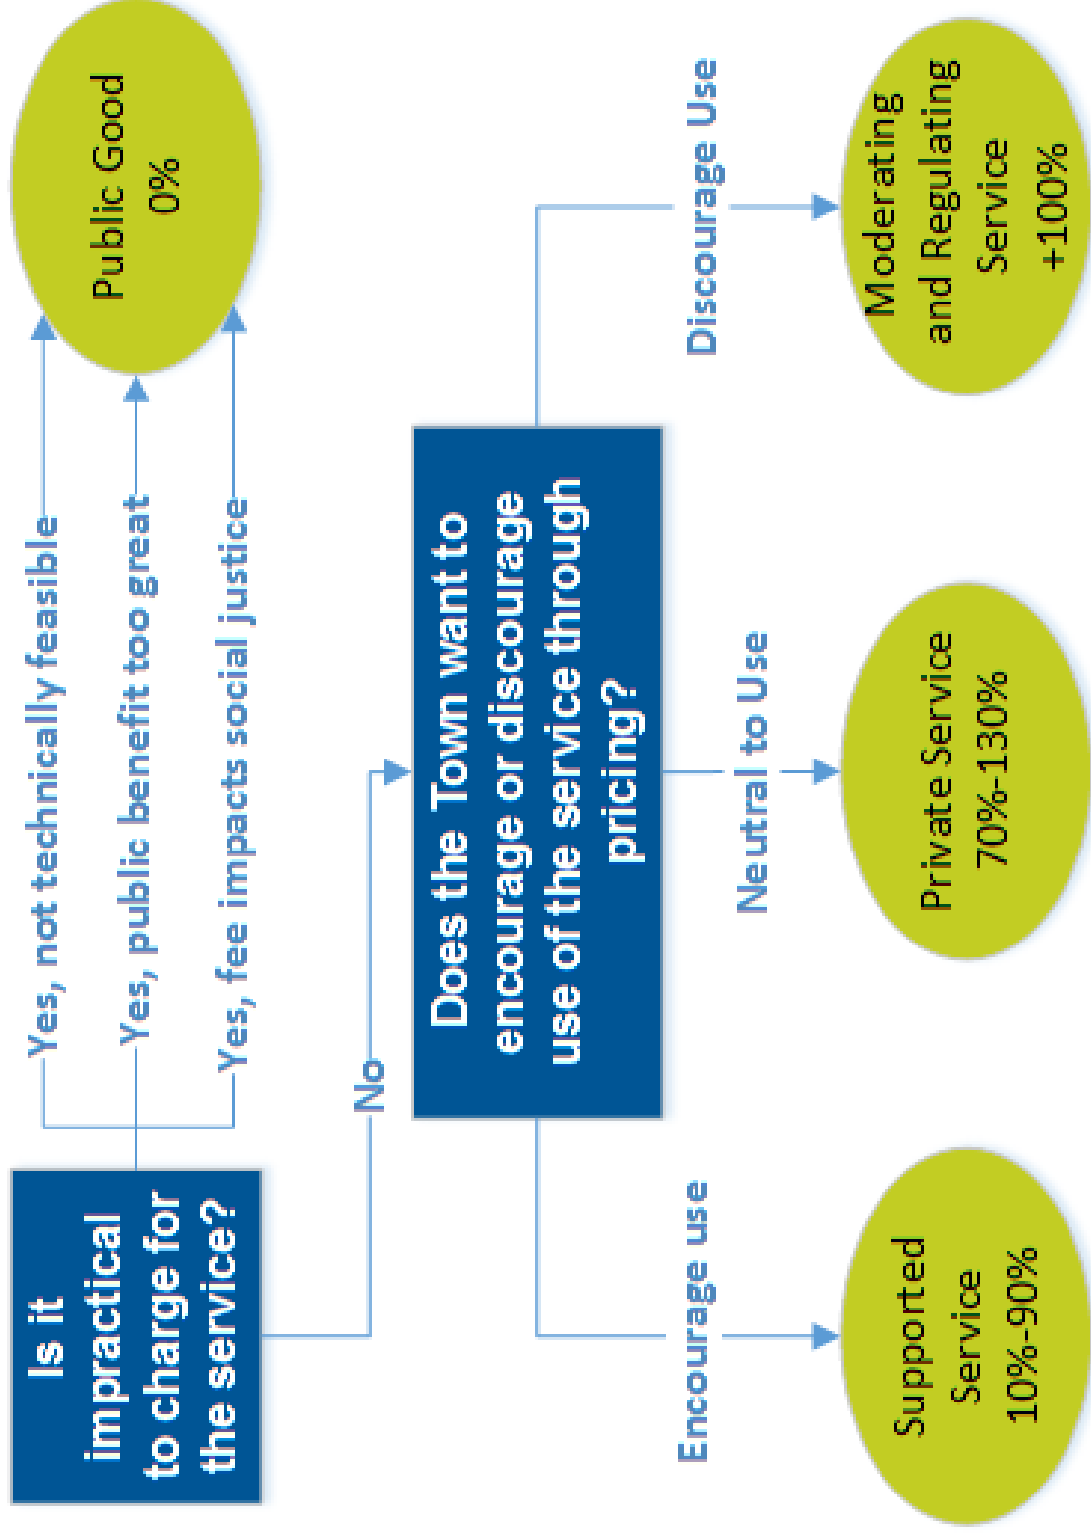 Is it
impractical
to charge for
the service?
Yes, not technically feasible
Yes, public benefit too great
Yes, fee impacts social justice
Public Good
0%
No
Does the Town want to
encourage or discourage
use of the service through
pricing?
Encourage use
Neutral to Use
Discourage Use
Supported
Service
10%-90%
Private Service
70%-130%
Moderating
and Regulating
Service
+100%